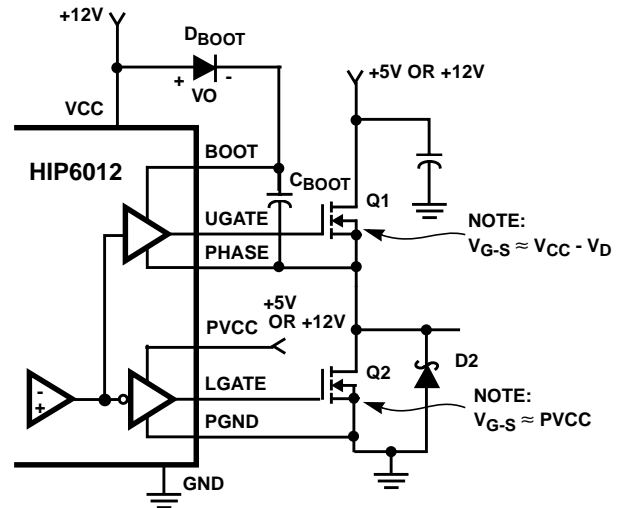 +12V
DBOOT
+ -
VO
+5V OR +12V
VCC
BOOT
HIP6012
CBOOT
Q1
UGATE
NOTE:
VG-S ≈ VCC - VD
PHASE
+5V
OR +12V
PVCC
D2
Q2
LGATE
NOTE:
VG-S ≈ PVCC
- +
PGND
GND